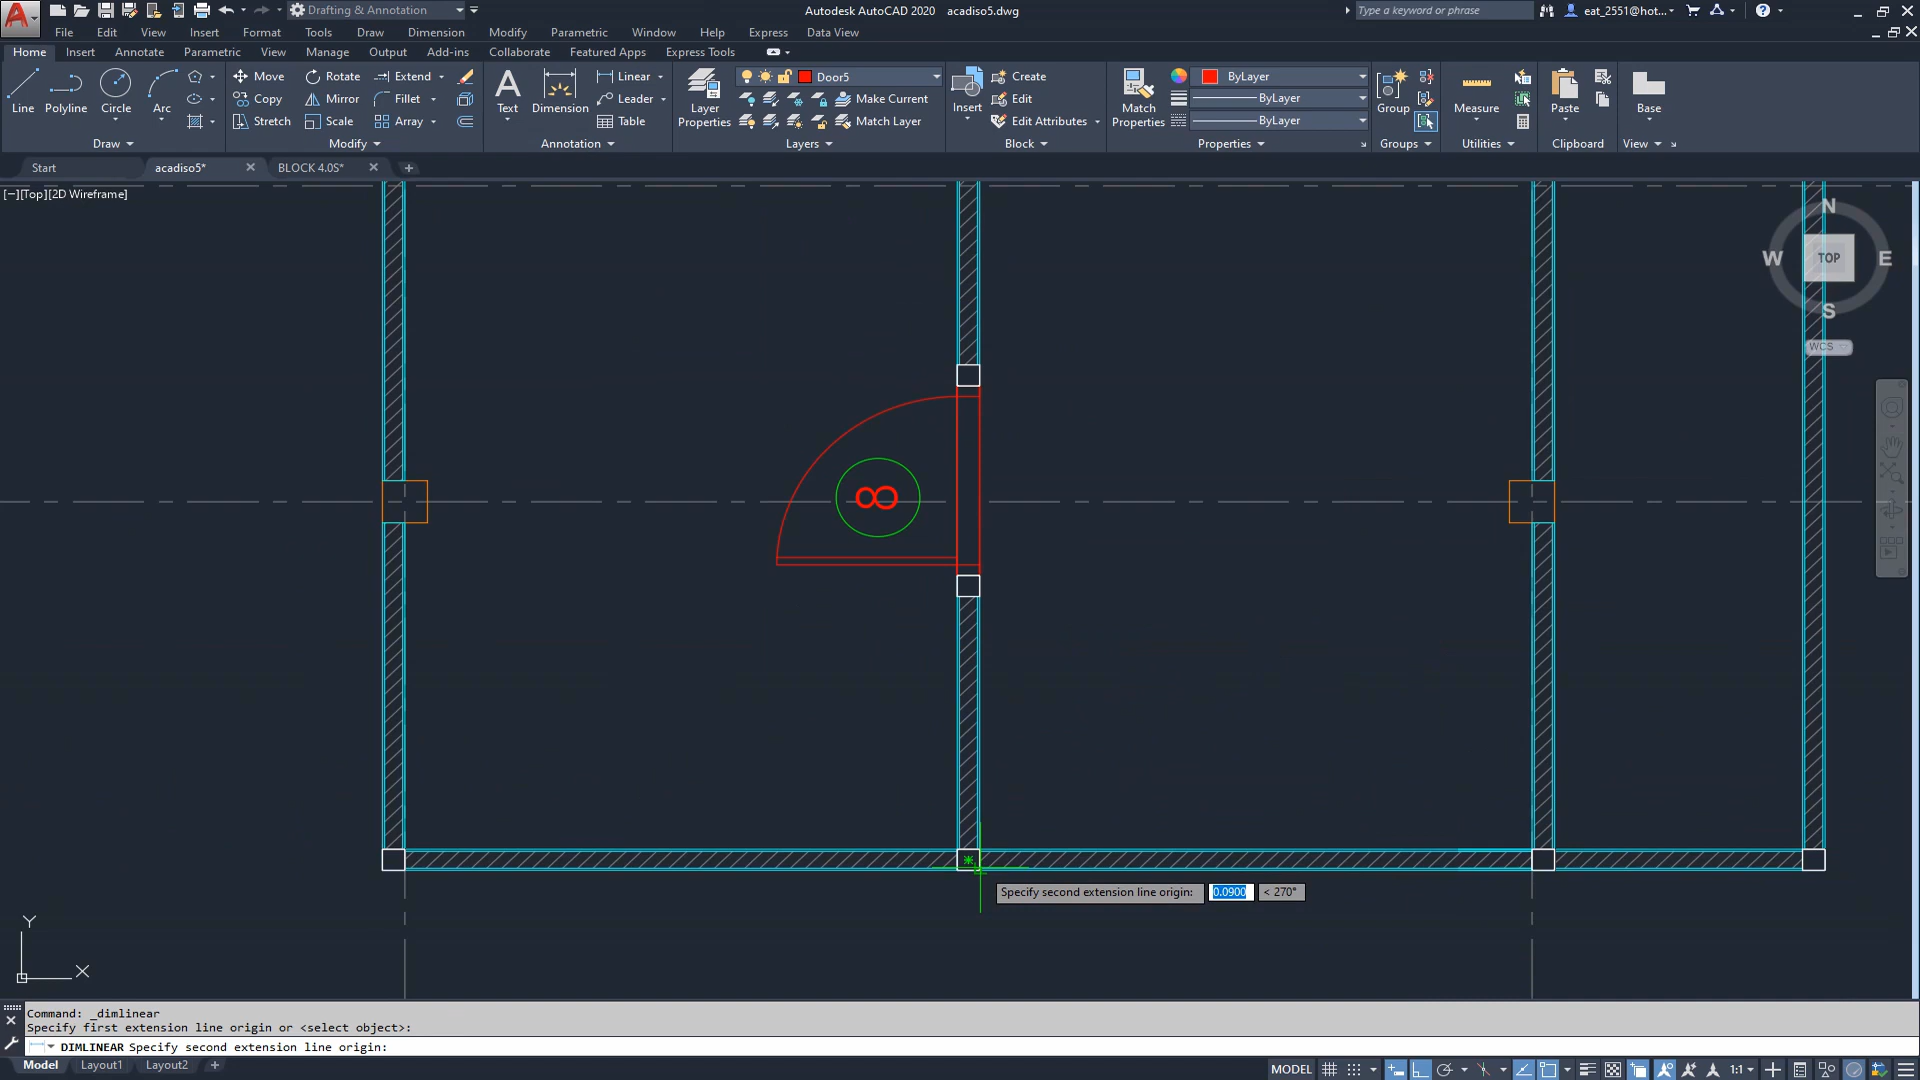 A Drafting & Annotation Autodesk AutoCAD 2020 acadiso5.dwg Type a keyword or phrase eat_2551@hot... ?
File Edit View Insert Format Tools Draw Dimension Modify Parametric Window Help Express Data View
Home Insert Annotate Parametric View Manage Output Add-ins Collaborate Featured Apps Express Tools
Line Polyline Circle Arc
Move Rotate Extend
Copy Mirror Fillet
Stretch Scale Array
A Text Dimension
Linear
Leader
Table
Layer Properties
Door5
Make Current
Match Layer
Insert
Create
Edit
Edit Attributes
Match Properties
ByLayer
ByLayer
ByLayer
Group Measure Paste Base
Draw Modify Annotation Layers Block Properties Groups Utilities Clipboard View
Start acadiso5* BLOCK 4.0S*
[−][Top][2D Wireframe]
N
W TOP E
S
WCS
8
Specify second extension line origin: 0.0900 < 270°
Y
X
Command: _dimlinear
Specify first extension line origin or <select object>:
DIMLINEAR Specify second extension line origin:
Model Layout1 Layout2 + MODEL 1:1